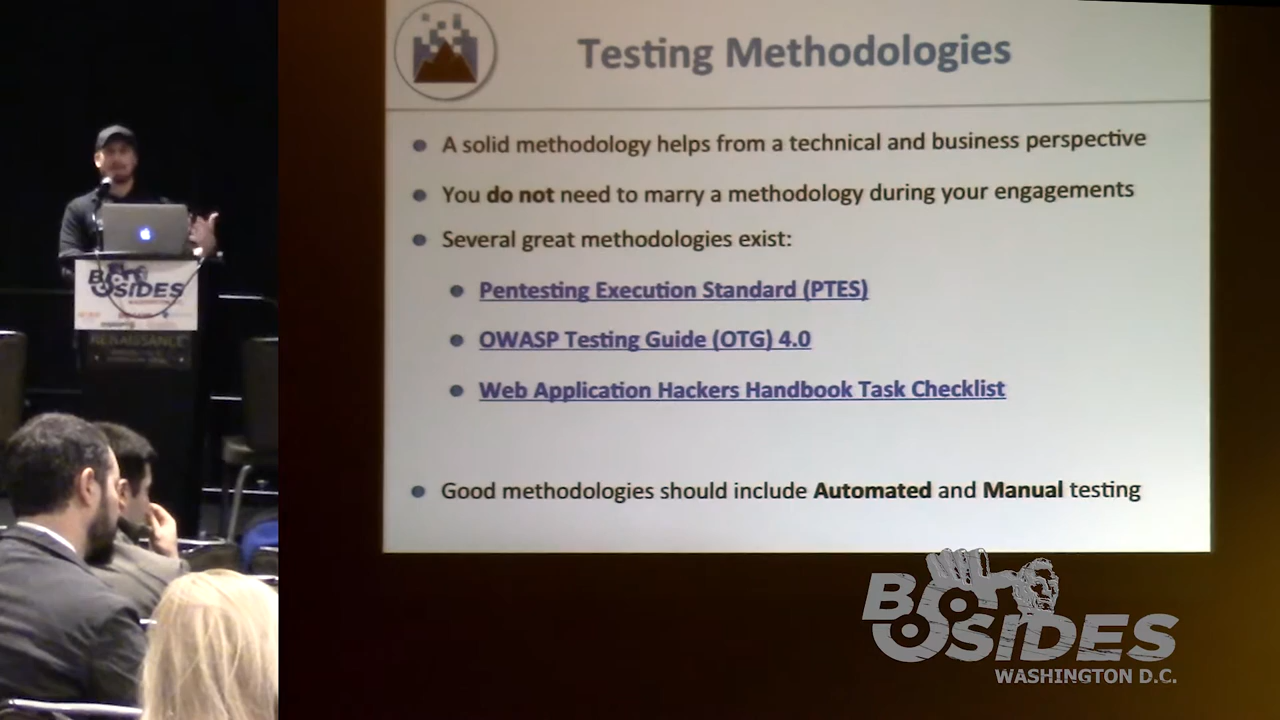 Testing Methodologies
A solid methodology helps from a technical and business perspective
You do not need to marry a methodology during your engagements
Several great methodologies exist:
Pentesting Execution Standard (PTES)
OWASP Testing Guide (OTG) 4.0
Web Application Hackers Handbook Task Checklist
Good methodologies should include Automated and Manual testing
BSIDES
WASHINGTON D.C.
BSIDES
RENAISSANCE